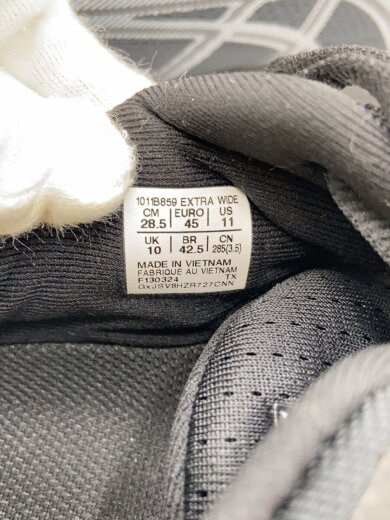 1011B859 EXTRA WIDE
CM EURO US
28.5 45 11
UK BR CN
10 42.5 285(3.5)
MADE IN VIETNAM
FABRIQUE AU VIETNAM
F130324 TX
GxJSV8HZR727CNN